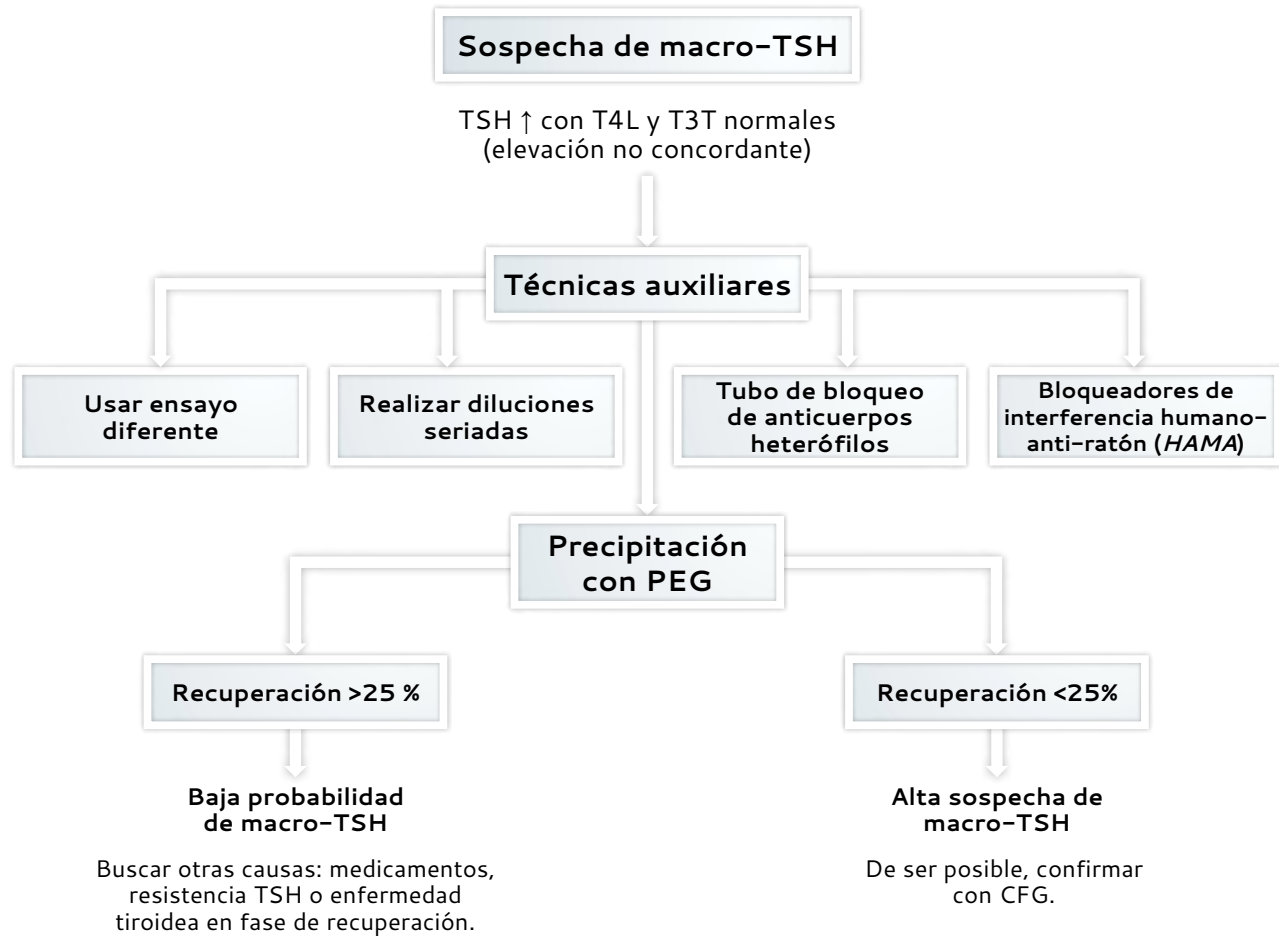 Sospecha de macro-TSH
TSH ↑ con T4L y T3T normales
(elevación no concordante)
Técnicas auxiliares
Usar ensayo
diferente
Realizar diluciones
seriadas
Tubo de bloqueo
de anticuerpos
heterófilos
Bloqueadores de
interferencia humano-
anti-ratón (HAMA)
Precipitación
con PEG
Recuperación >25 %
Recuperación <25%
Baja probabilidad
de macro-TSH
Buscar otras causas: medicamentos,
resistencia TSH o enfermedad
tiroidea en fase de recuperación.
Alta sospecha de
macro-TSH
De ser posible, confirmar
con CFG.